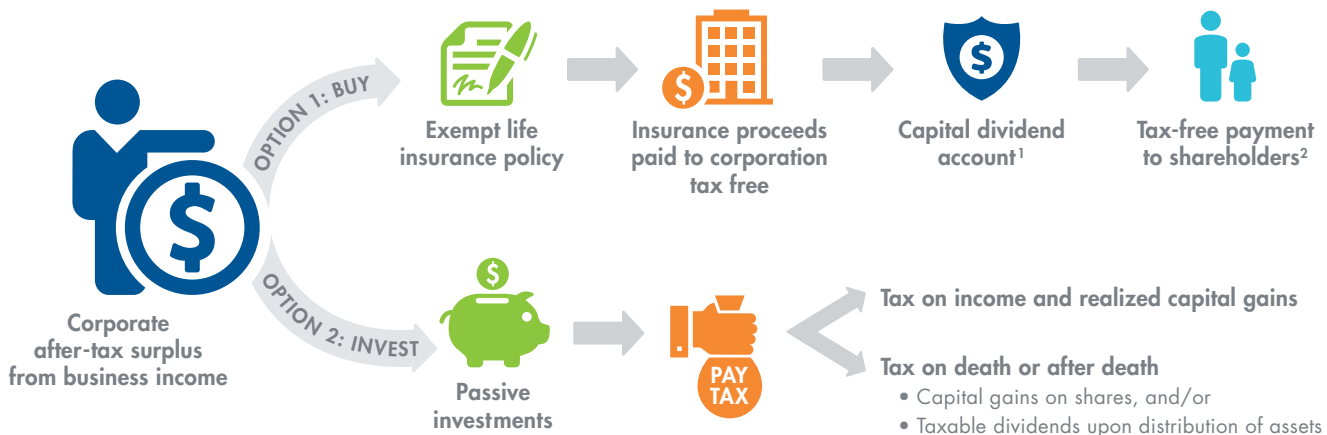 OPTION 1: BUY
Exempt life
insurance policy
$
Insurance proceeds
paid to corporation
tax free
$
Capital dividend
account¹
Tax-free payment
to shareholders²
$
Corporate
after-tax surplus
from business income
OPTION 2: INVEST
$
Passive
investments
PAY
TAX
Tax on income and realized capital gains
Tax on death or after death
• Capital gains on shares, and/or
• Taxable dividends upon distribution of assets